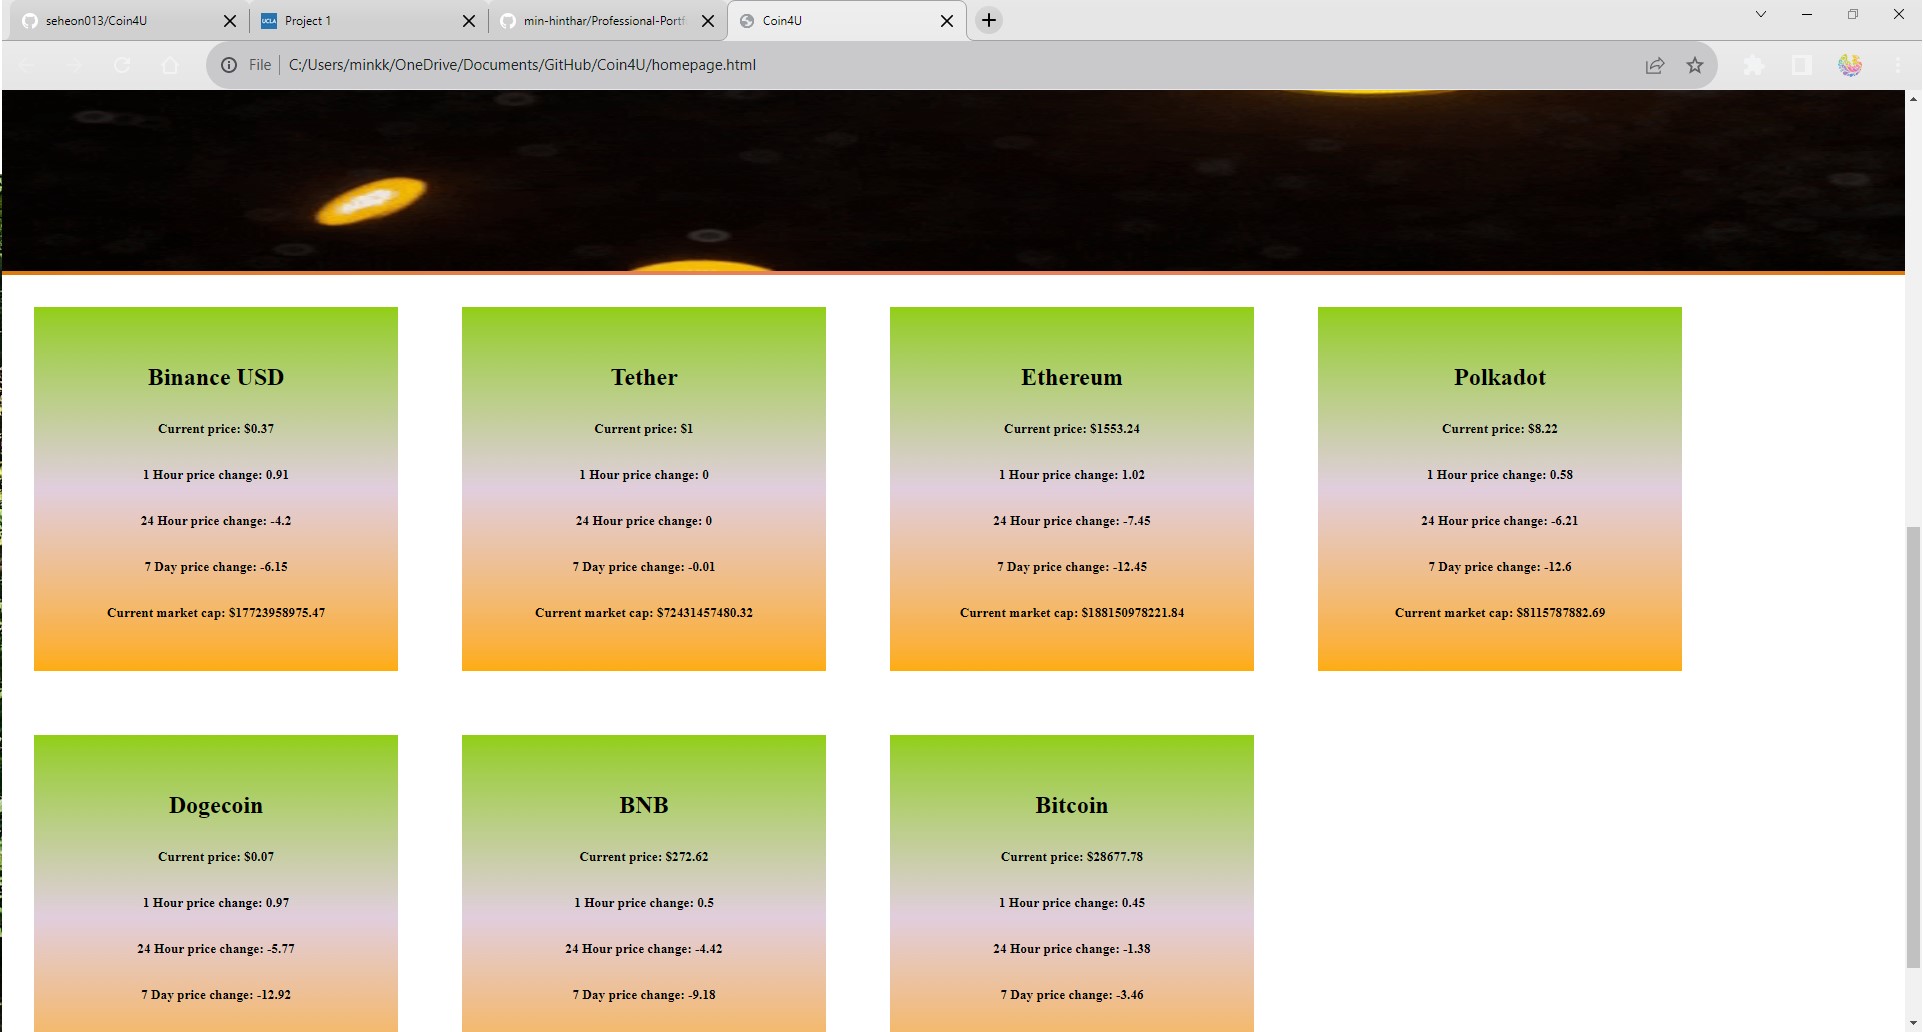 seheon013/Coin4U
UCLA Project 1
min-hinthar/Professional-Portf
Coin4U
File
C:/Users/minkk/OneDrive/Documents/GitHub/Coin4U/homepage.html
Binance USD
Current price: $0.37
1 Hour price change: 0.91
24 Hour price change: -4.2
7 Day price change: -6.15
Current market cap: $17723958975.47
Tether
Current price: $1
1 Hour price change: 0
24 Hour price change: 0
7 Day price change: -0.01
Current market cap: $72431457480.32
Ethereum
Current price: $1553.24
1 Hour price change: 1.02
24 Hour price change: -7.45
7 Day price change: -12.45
Current market cap: $188150978221.84
Polkadot
Current price: $8.22
1 Hour price change: 0.58
24 Hour price change: -6.21
7 Day price change: -12.6
Current market cap: $8115787882.69
Dogecoin
Current price: $0.07
1 Hour price change: 0.97
24 Hour price change: -5.77
7 Day price change: -12.92
BNB
Current price: $272.62
1 Hour price change: 0.5
24 Hour price change: -4.42
7 Day price change: -9.18
Bitcoin
Current price: $28677.78
1 Hour price change: 0.45
24 Hour price change: -1.38
7 Day price change: -3.46